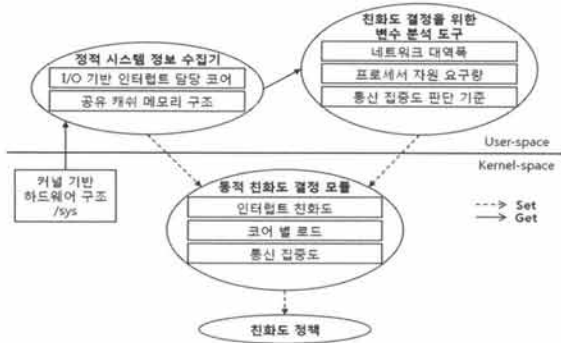 정적 시스템 정보 수집기
I/O 기반 인터럽트 담당 코어
공유 캐쉬 메모리 구조
친화도 결정을 위한
변수 분석 도구
네트워크 대역폭
프로세서 자원 요구량
통신 집중도 판단 기준
User-space
Kernel-space
커널 기반
하드웨어 구조
/sys
동적 친화도 결정 모듈
인터럽트 친화도
코어 별 로드
통신 집중도
Set
Get
친화도 정책